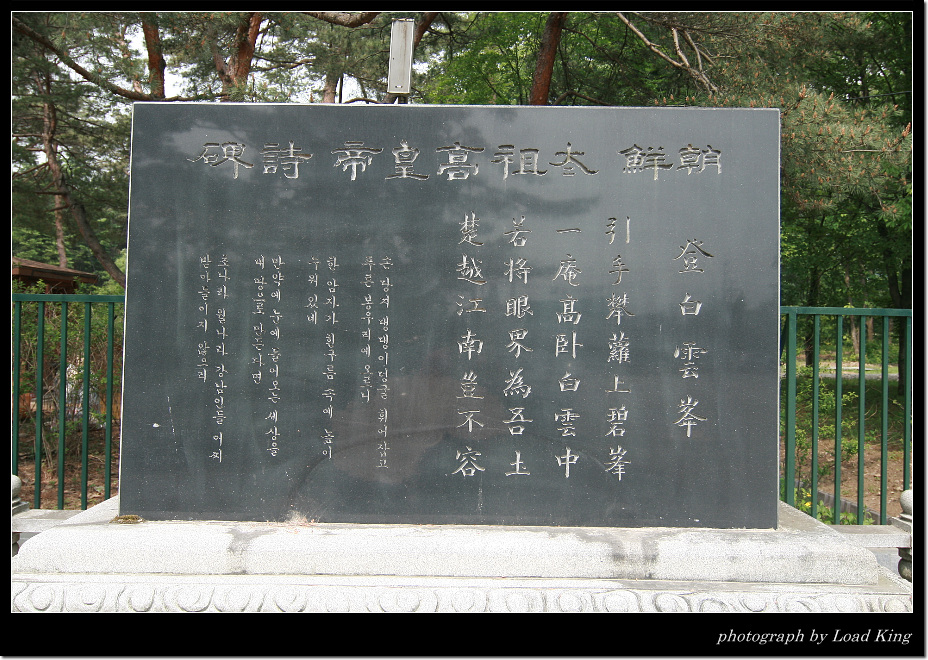 朝鮮太祖高皇帝詩碑
登白雲峯
引手攀蘿上碧峯
一庵高臥白雲中
若將眼界為吾土
楚越江南豈不容
손 당겨 댕댕이덩굴 휘어잡고
푸른 봉우리에 오르니
한 암자가 흰구름 속에 높이
누워 있네
만약에 눈에 들어오는 세상을
내 땅으로 만든다면
초나라 월나라 강남인들 어찌
받아들이지 않으리
photograph by Load King